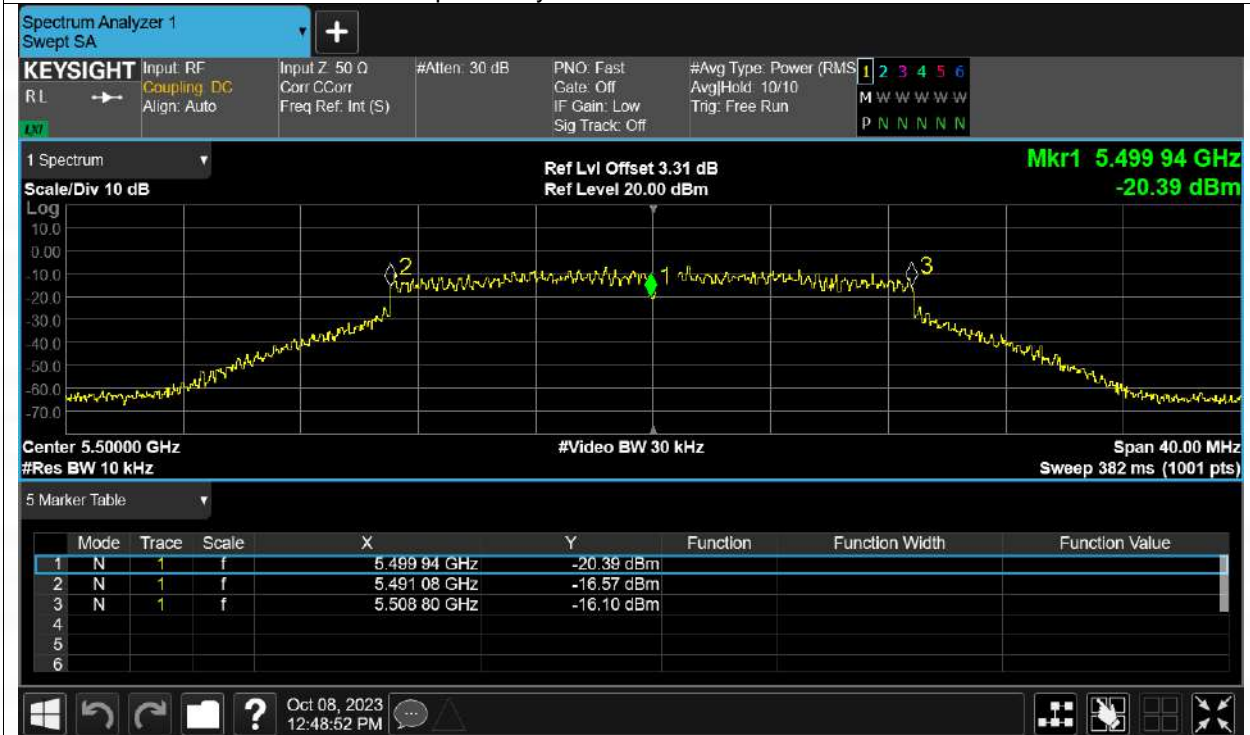 Spectrum Analyzer 1
Swept SA
+
KEYSIGHT Input: RF Input Z: 50 Ω #Atten: 30 dB PNO: Fast #Avg Type: Power (RMS 1 2 3 4 5 6
RL Coupling: DC Corr CCorr Gate: Off Avg|Hold: 10/10 M W W W W W
Align: Auto Freq Ref: Int (S) IF Gain: Low Trig: Free Run P N N N N N
LXI Sig Track: Off
1 Spectrum Ref Lvl Offset 3.31 dB Mkr1 5.499 94 GHz
Scale/Div 10 dB Ref Level 20.00 dBm -20.39 dBm
Log
10.0
0.00
-10.0 2 1 3
-20.0
-30.0
-40.0
-50.0
-60.0
-70.0
Center 5.50000 GHz #Video BW 30 kHz Span 40.00 MHz
#Res BW 10 kHz Sweep 382 ms (1001 pts)
5 Marker Table
Mode Trace Scale X Y Function Function Width Function Value
1 N 1 f 5.499 94 GHz -20.39 dBm
2 N 1 f 5.491 08 GHz -16.57 dBm
3 N 1 f 5.508 80 GHz -16.10 dBm
4
5
6
? Oct 08, 2023
12:48:52 PM